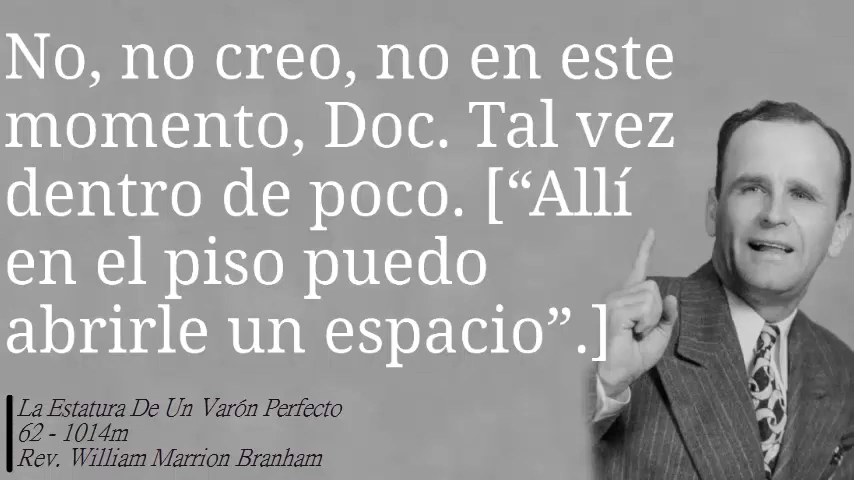 No, no creo, no en este
momento, Doc. Tal vez
dentro de poco. [“Allí
en el piso puedo
abrirle un espacio”.]
La Estatura De Un Varón Perfecto
62 - 1014m
Rev. William Marrion Branham